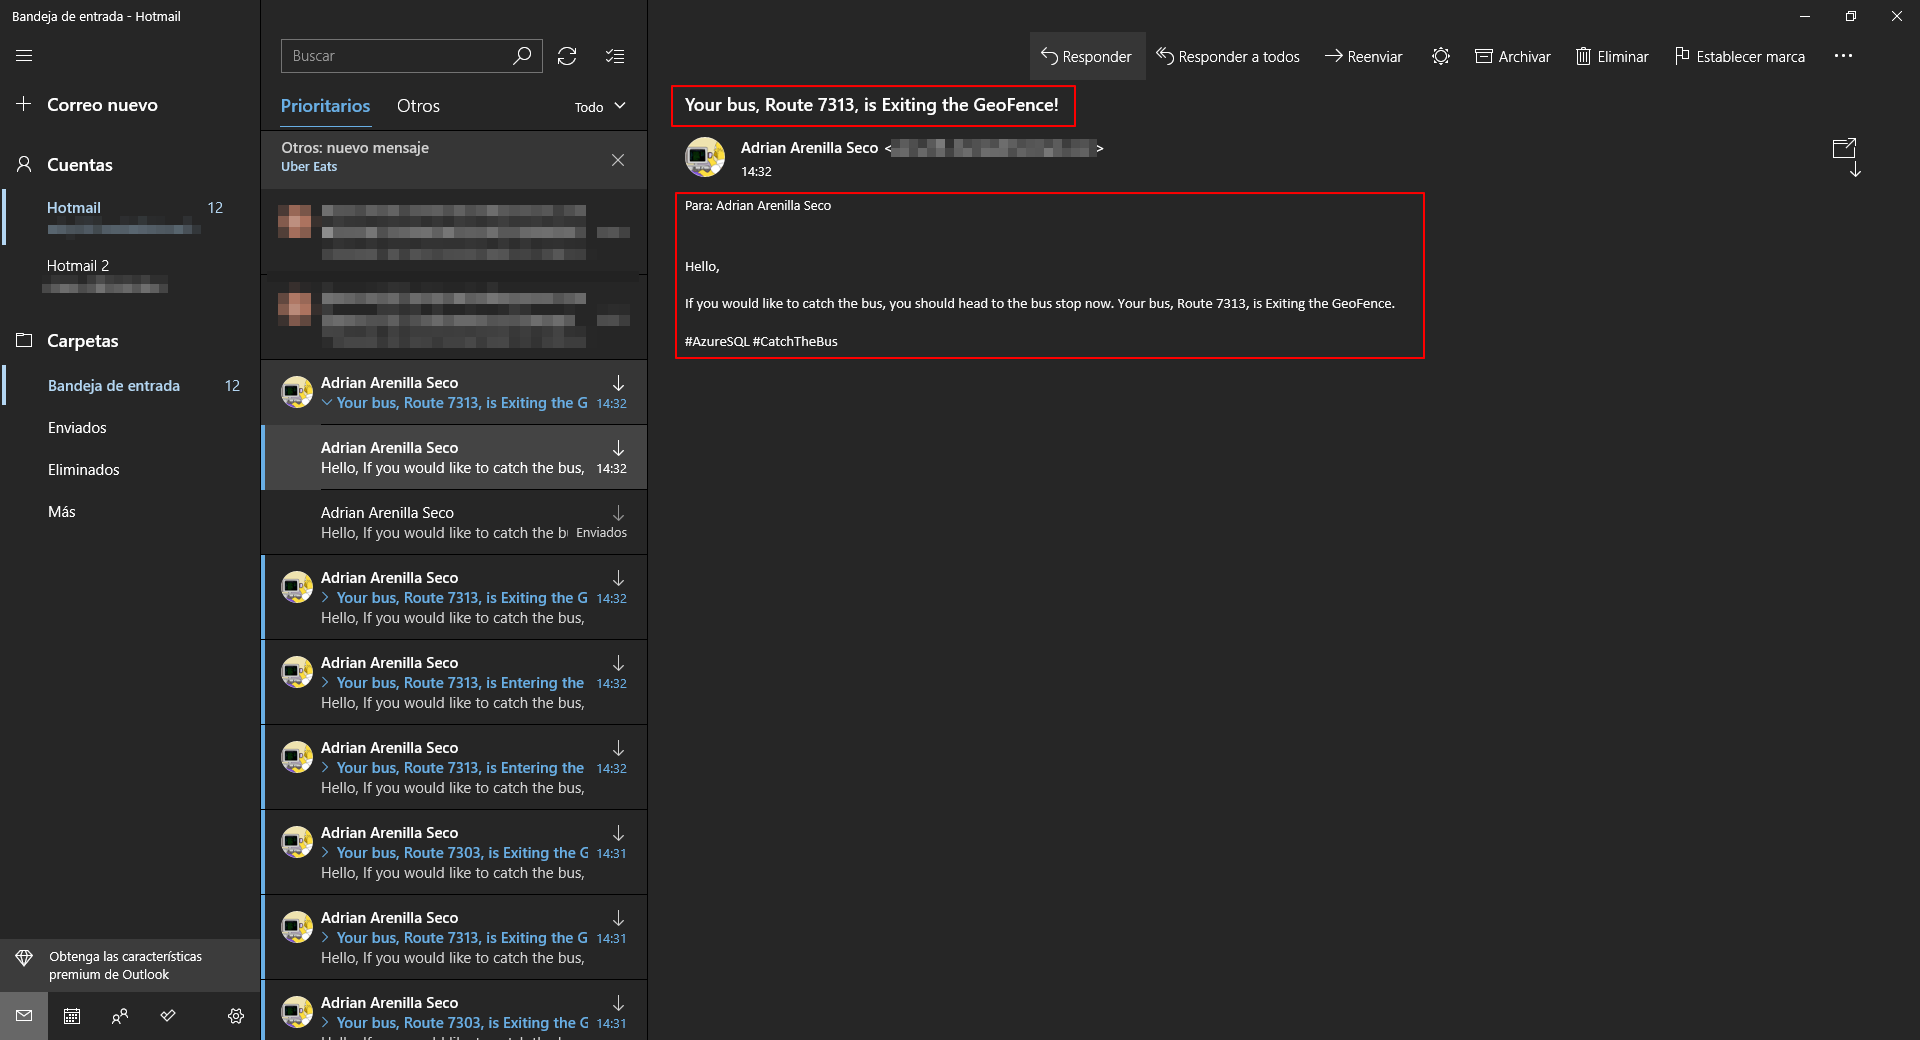 Bandeja de entrada - Hotmail
Correo nuevo
Cuentas
Hotmail 12
Hotmail 2
Carpetas
Bandeja de entrada 12
Enviados
Eliminados
Más
Obtenga las características
premium de Outlook
Buscar
Prioritarios Otros Todo
Otros: nuevo mensaje
Uber Eats
Adrian Arenilla Seco
Your bus, Route 7313, is Exiting the G 14:32
Adrian Arenilla Seco
Hello, If you would like to catch the bus, 14:32
Adrian Arenilla Seco
Hello, If you would like to catch the bu Enviados
Adrian Arenilla Seco
Your bus, Route 7313, is Exiting the G 14:32
Hello, If you would like to catch the bus,
Adrian Arenilla Seco
Your bus, Route 7313, is Entering the 14:32
Hello, If you would like to catch the bus,
Adrian Arenilla Seco
Your bus, Route 7313, is Entering the 14:32
Hello, If you would like to catch the bus,
Adrian Arenilla Seco
Your bus, Route 7303, is Exiting the G 14:31
Hello, If you would like to catch the bus,
Adrian Arenilla Seco
Your bus, Route 7313, is Exiting the G 14:31
Hello, If you would like to catch the bus,
Adrian Arenilla Seco
Your bus, Route 7303, is Exiting the G 14:31
Responder Responder a todos Reenviar Archivar Eliminar Establecer marca
Your bus, Route 7313, is Exiting the GeoFence!
Adrian Arenilla Seco < >
14:32
Para: Adrian Arenilla Seco
Hello,
If you would like to catch the bus, you should head to the bus stop now. Your bus, Route 7313, is Exiting the GeoFence.
#AzureSQL #CatchTheBus